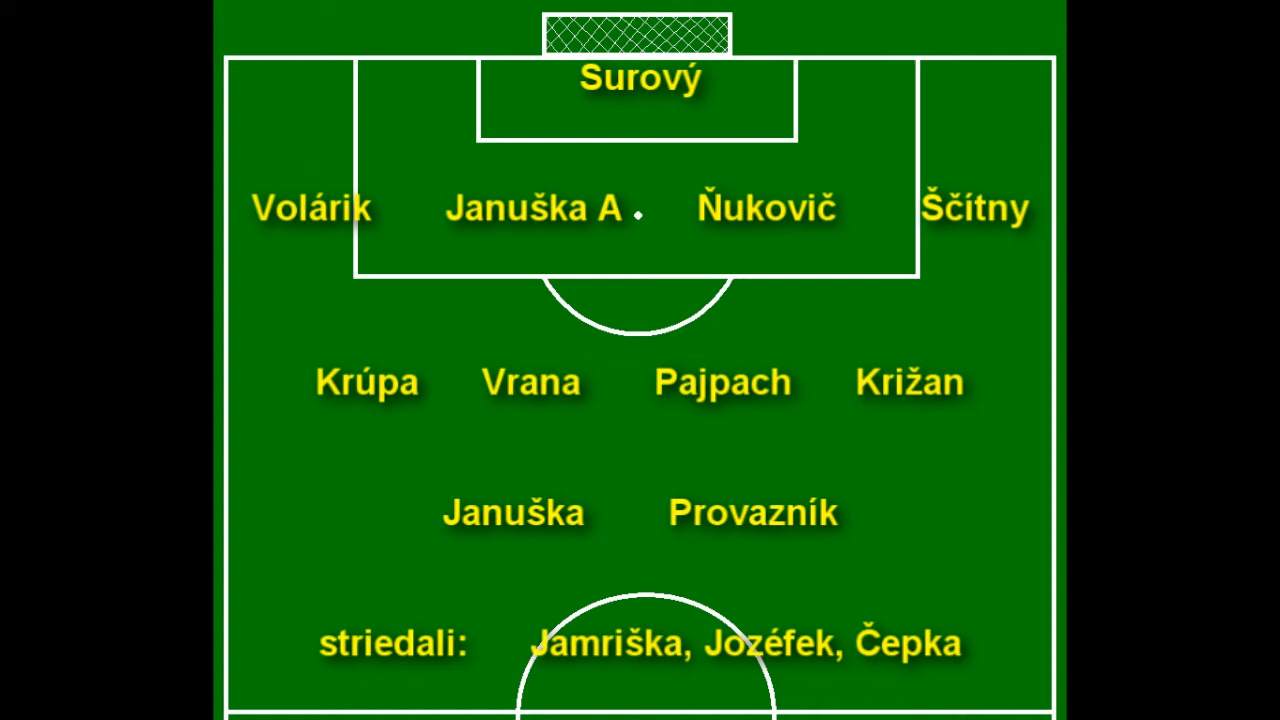 Surový
Volárik Januška A Ňukovič Ščítny
Krúpa Vrana Pajpach Križan
Januška Provazník
striedali: Jamriška, Jozéfek, Čepka